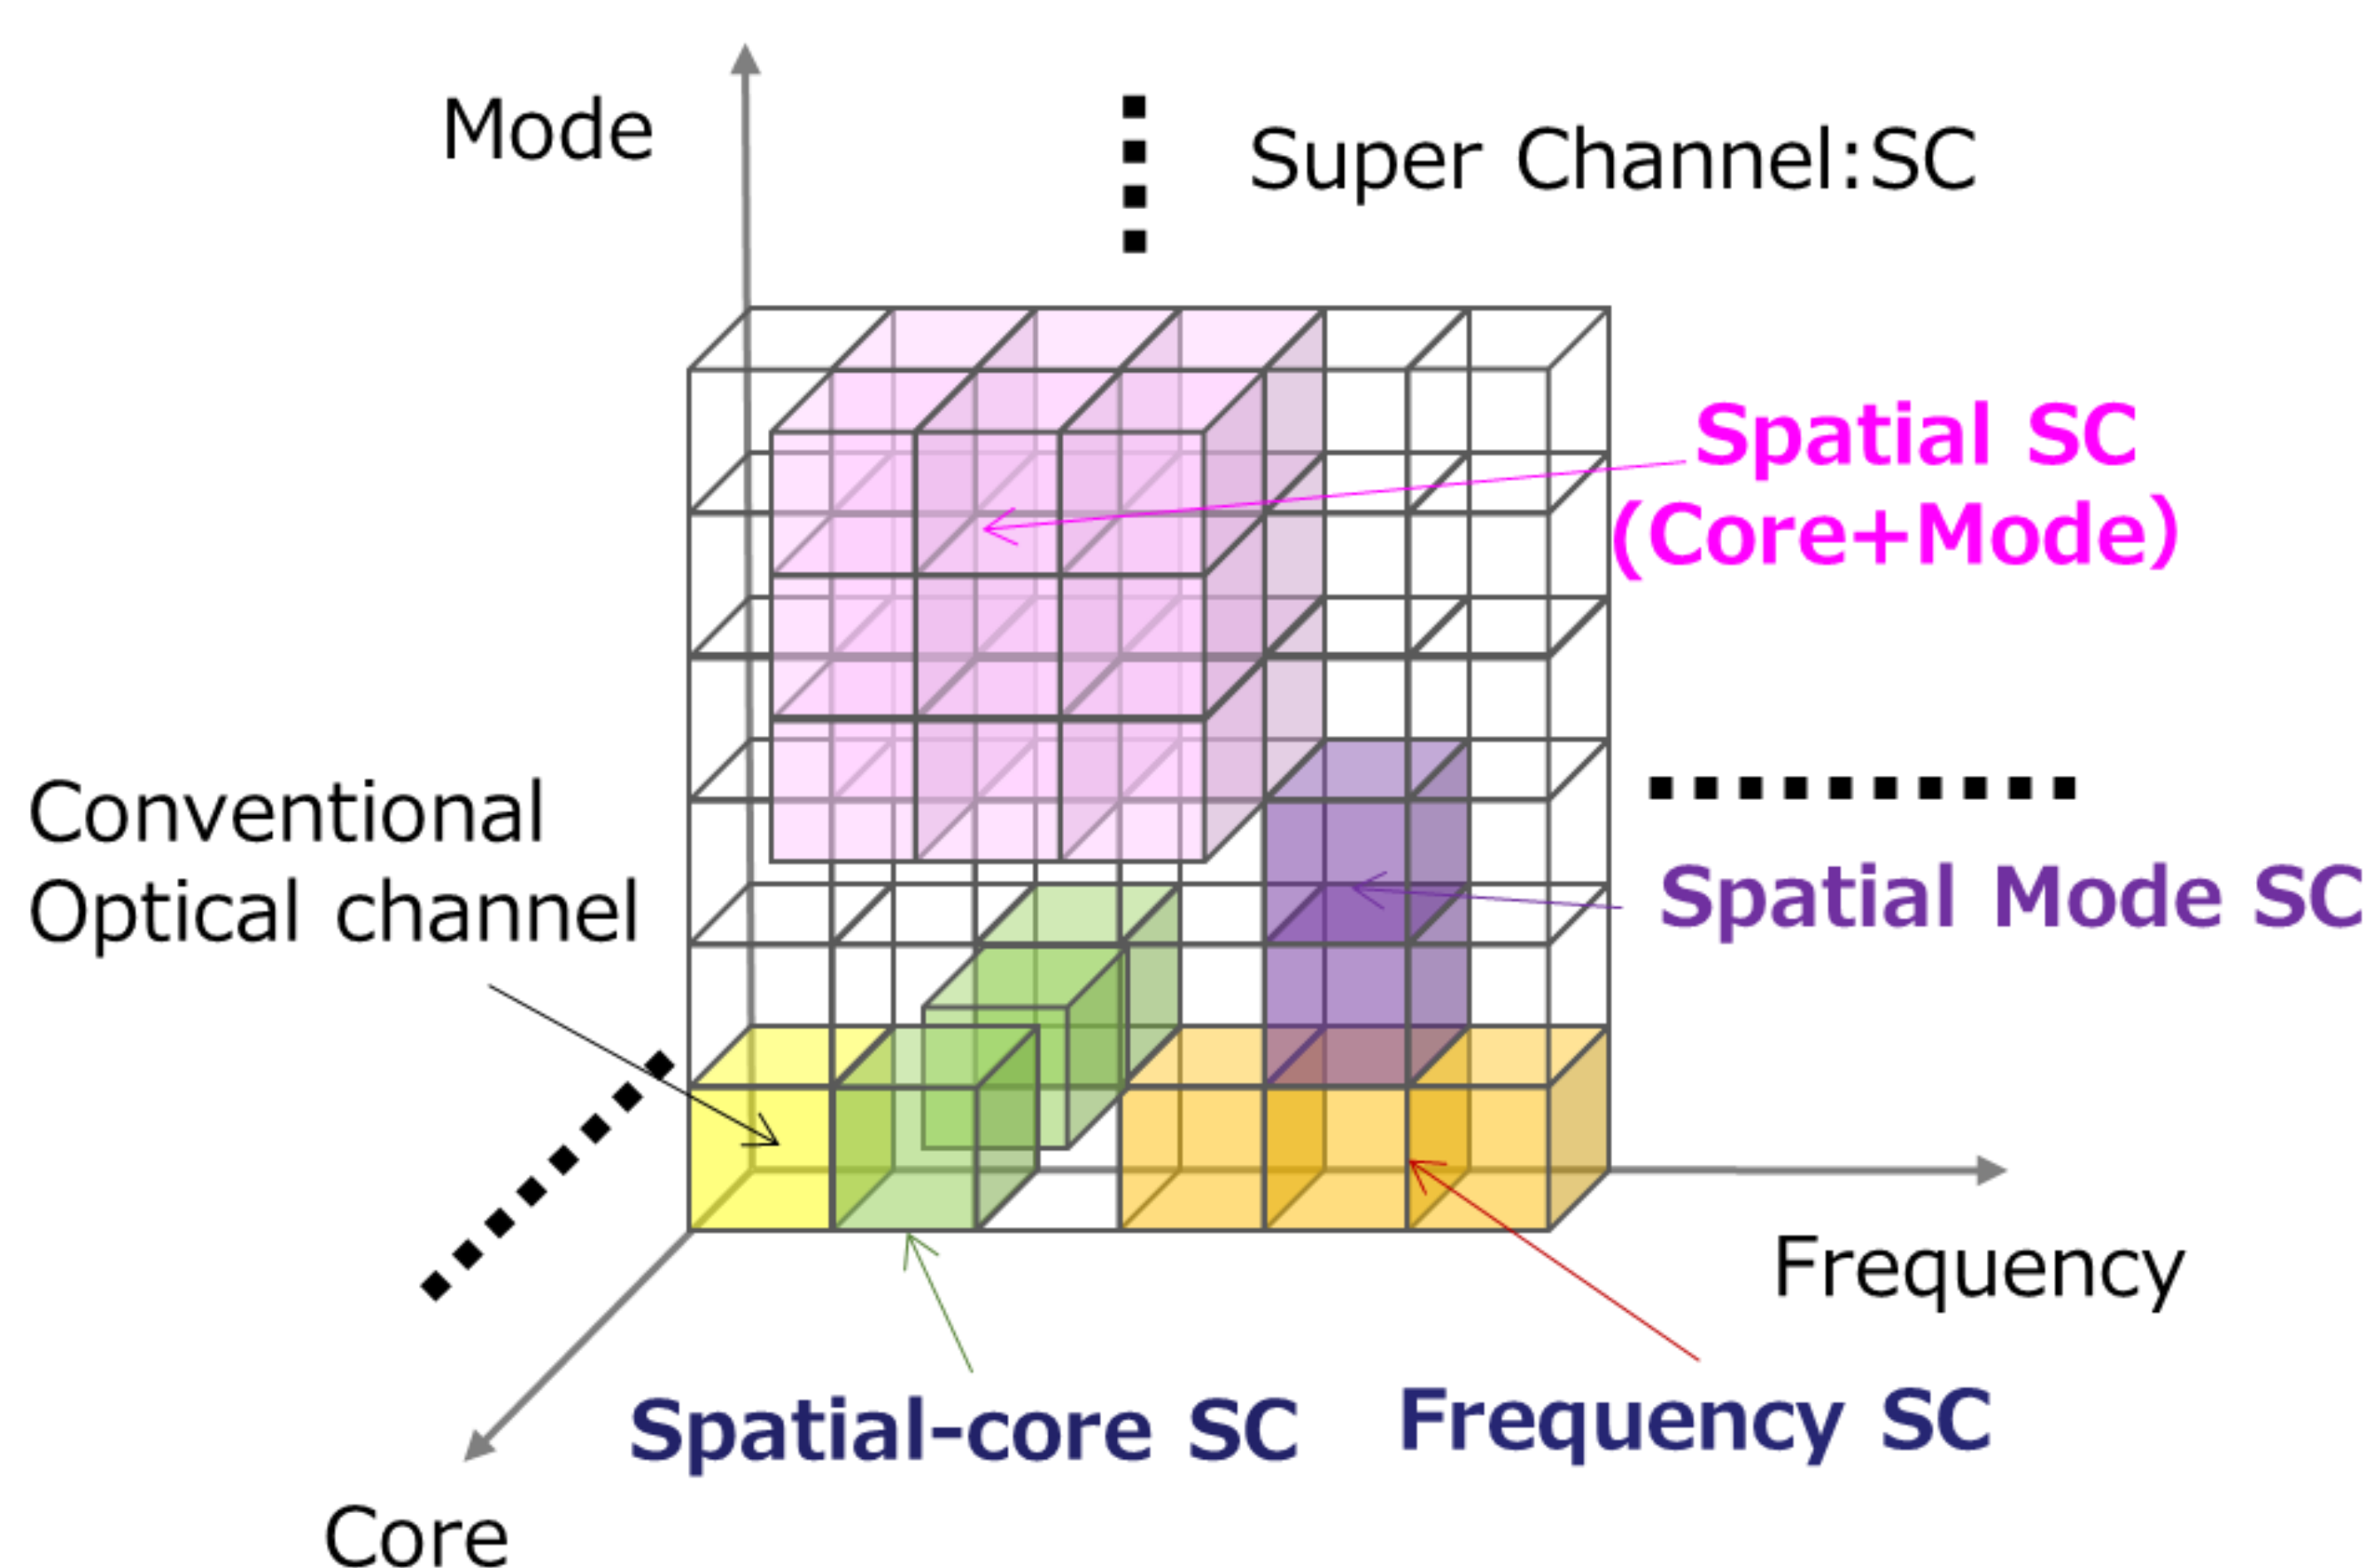 Mode
Super Channel:SC
Spatial SC
(Core+Mode)
Conventional
Optical channel
Spatial Mode SC
Frequency
Spatial-core SC
Frequency SC
Core